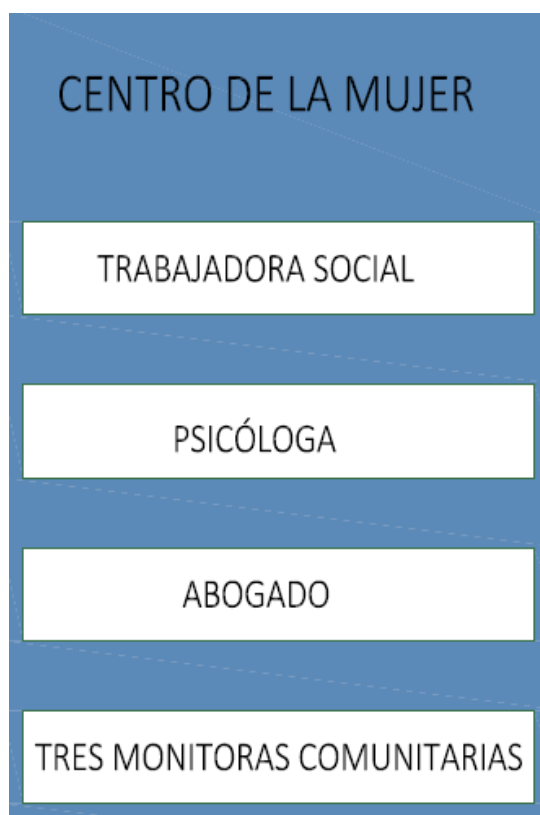 CENTRO DE LA MUJER
TRABAJADORA SOCIAL
PSICÓLOGA
ABOGADO
TRES MONITORAS COMUNITARIAS